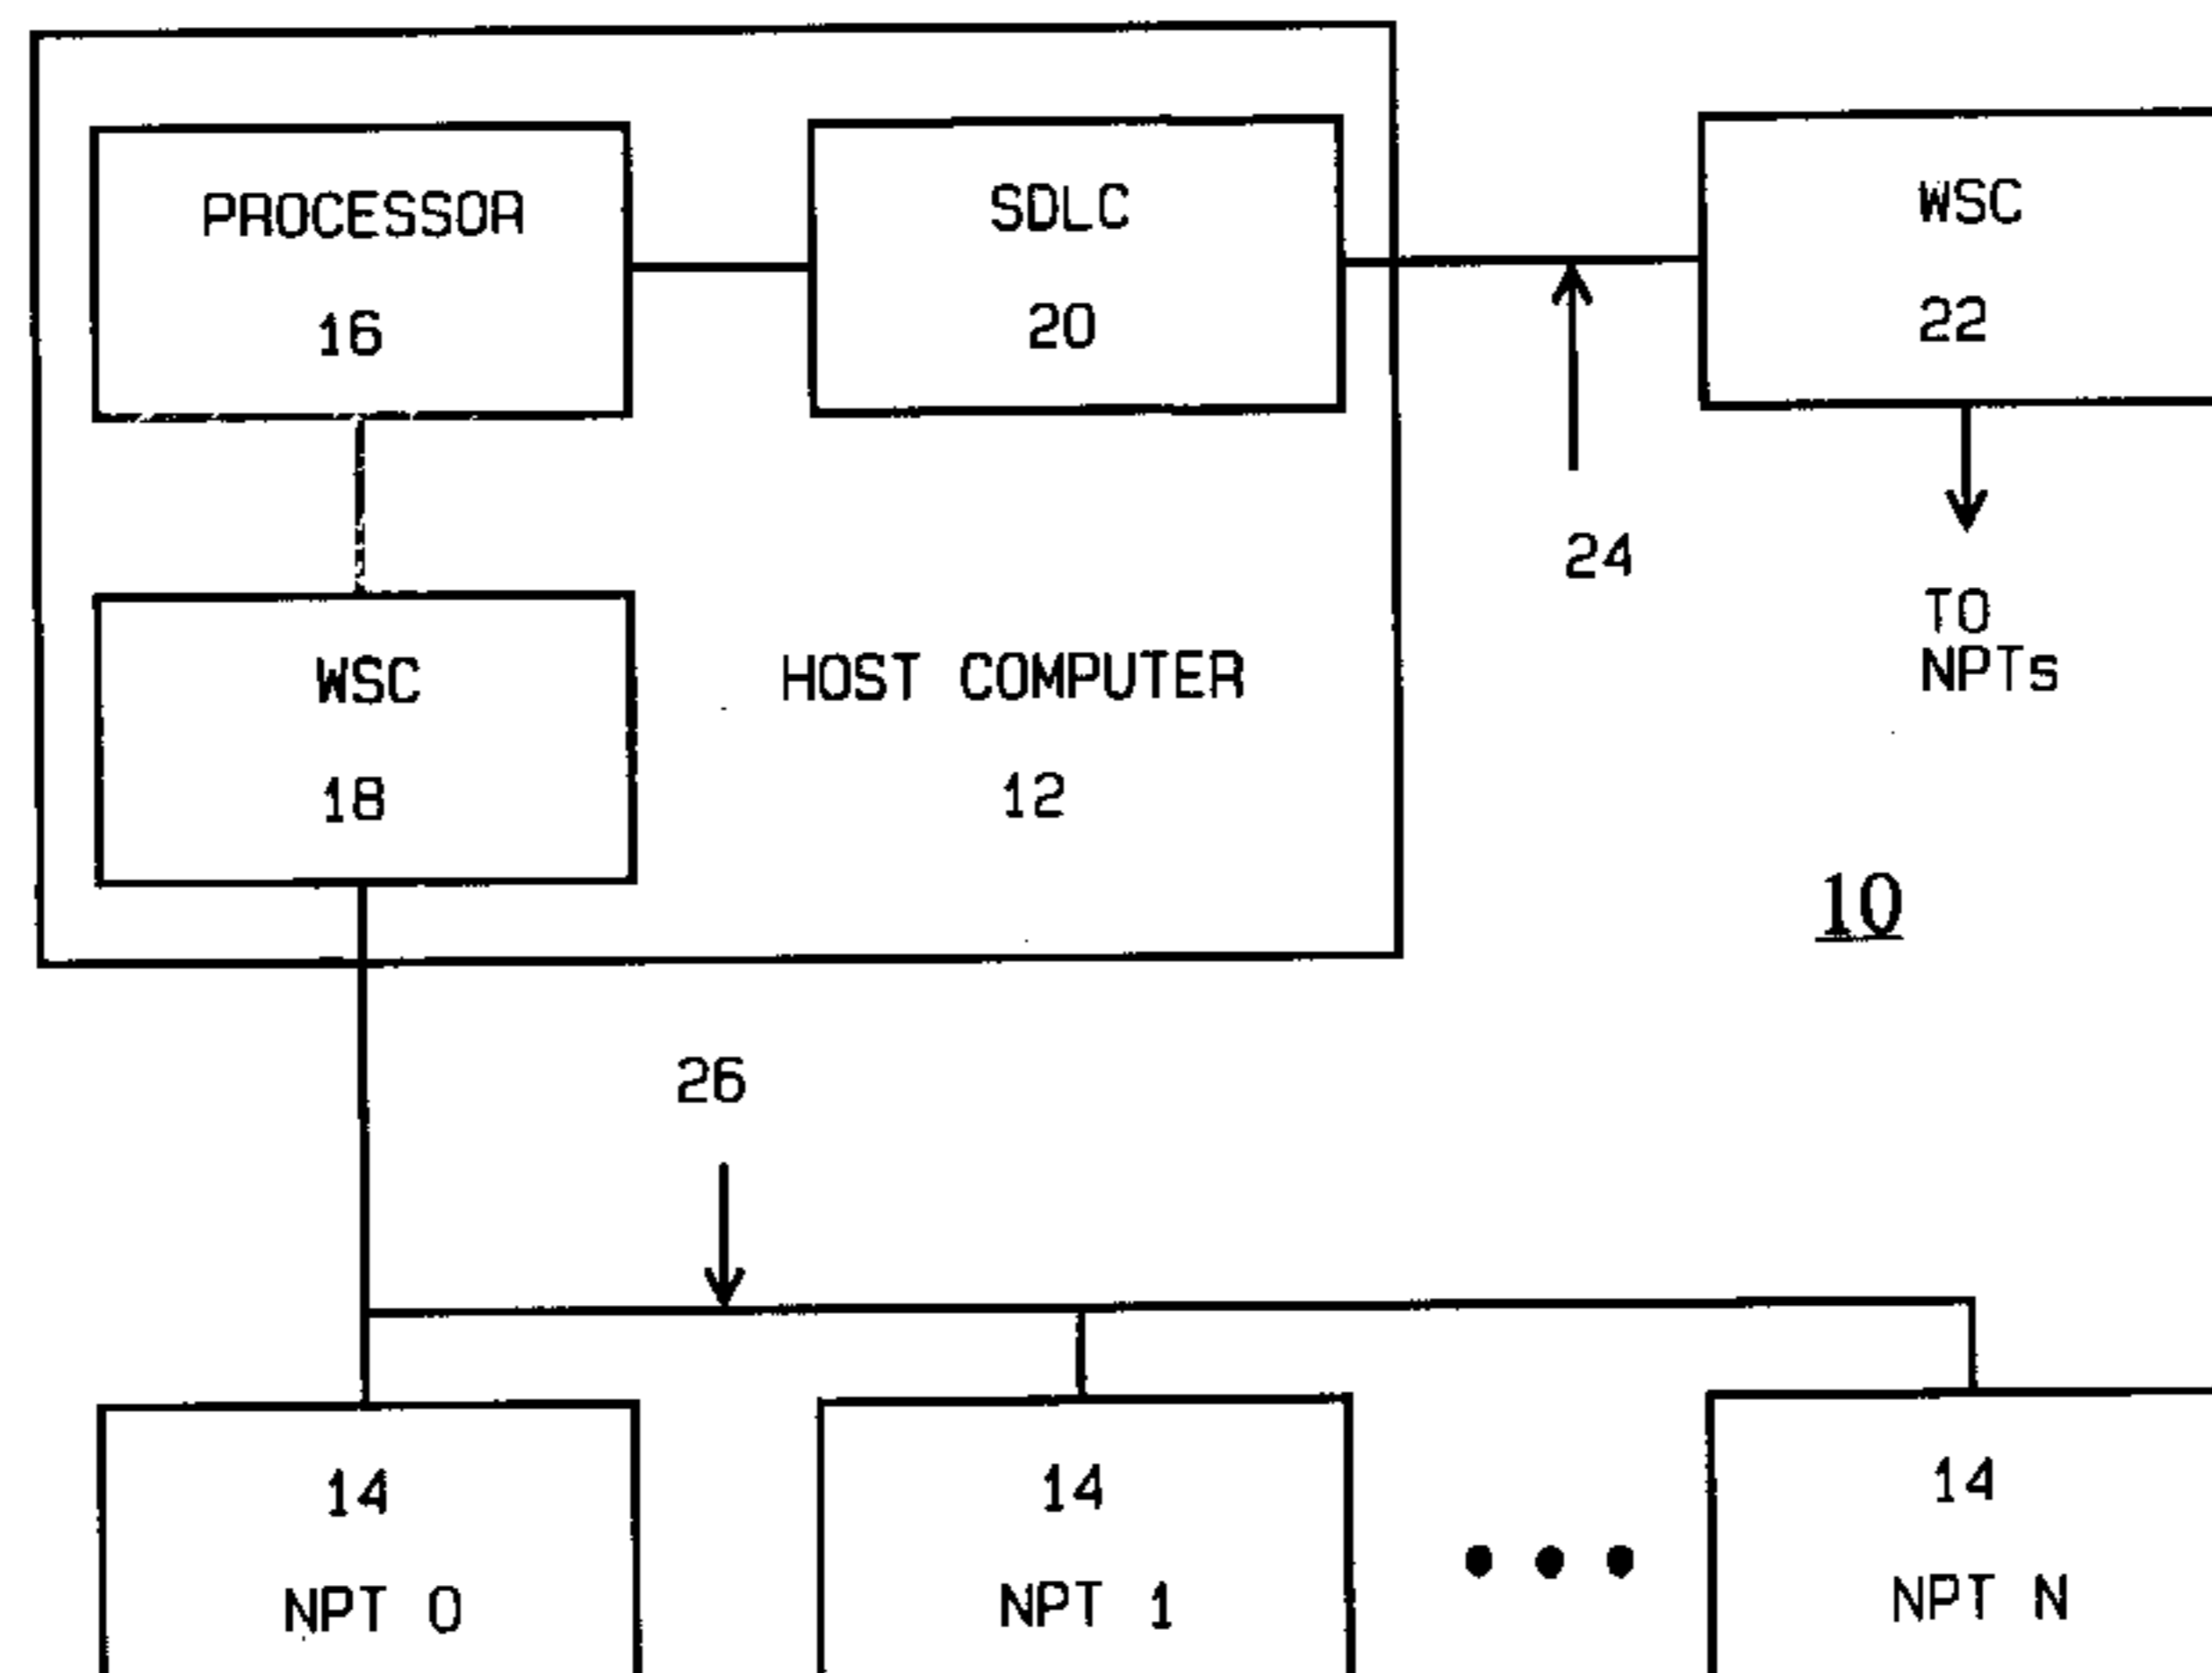 PROCESSOR
16
SDLC
20
WSC
22
24
TO
NPTs
WSC
18
HOST COMPUTER
12
10
26
14
NPT 0
14
NPT 1
14
NPT N